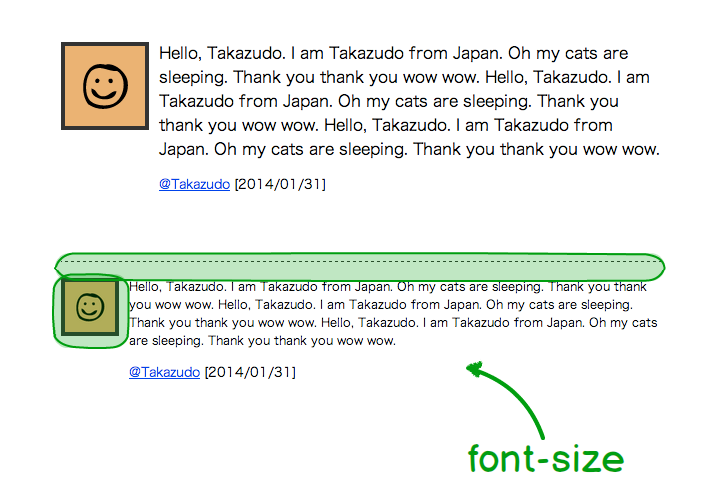 Hello, Takazudo. I am Takazudo from Japan. Oh my cats are
sleeping. Thank you thank you wow wow. Hello, Takazudo. I am
Takazudo from Japan. Oh my cats are sleeping. Thank you
thank you wow wow. Hello, Takazudo. I am Takazudo from
Japan. Oh my cats are sleeping. Thank you thank you wow wow.
@Takazudo [2014/01/31]
Hello, Takazudo. I am Takazudo from Japan. Oh my cats are sleeping. Thank you thank
you wow wow. Hello, Takazudo. I am Takazudo from Japan. Oh my cats are sleeping.
Thank you thank you wow wow. Hello, Takazudo. I am Takazudo from Japan. Oh my cats
are sleeping. Thank you thank you wow wow.
@Takazudo [2014/01/31]
font-size